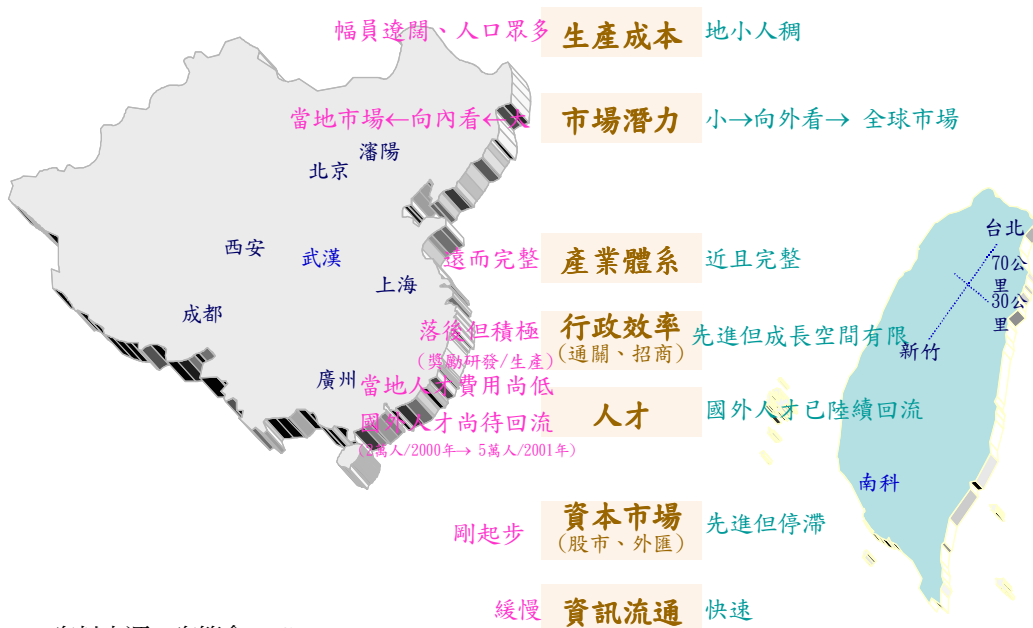 幅員遼闊、人口眾多 生產成本 地小人稠
當地市場←向內看←大 市場潛力 小→向外看→ 全球市場
瀋陽
北京
台北
西安 武漢 遠而完整 產業體系 近且完整
70公里
上海
30公里
成都
落後但積極 行政效率 先進但成長空間有限
(獎勵研發/生產) (通關、招商)
新竹
廣州
當地人才費用尚低
國外人才尚待回流 人才 國外人才已陸續回流
(2萬人/2000年→ 5萬人/2001年)
南科
剛起步 資本市場 先進但停滯
(股市、外匯)
緩慢 資訊流通 快速